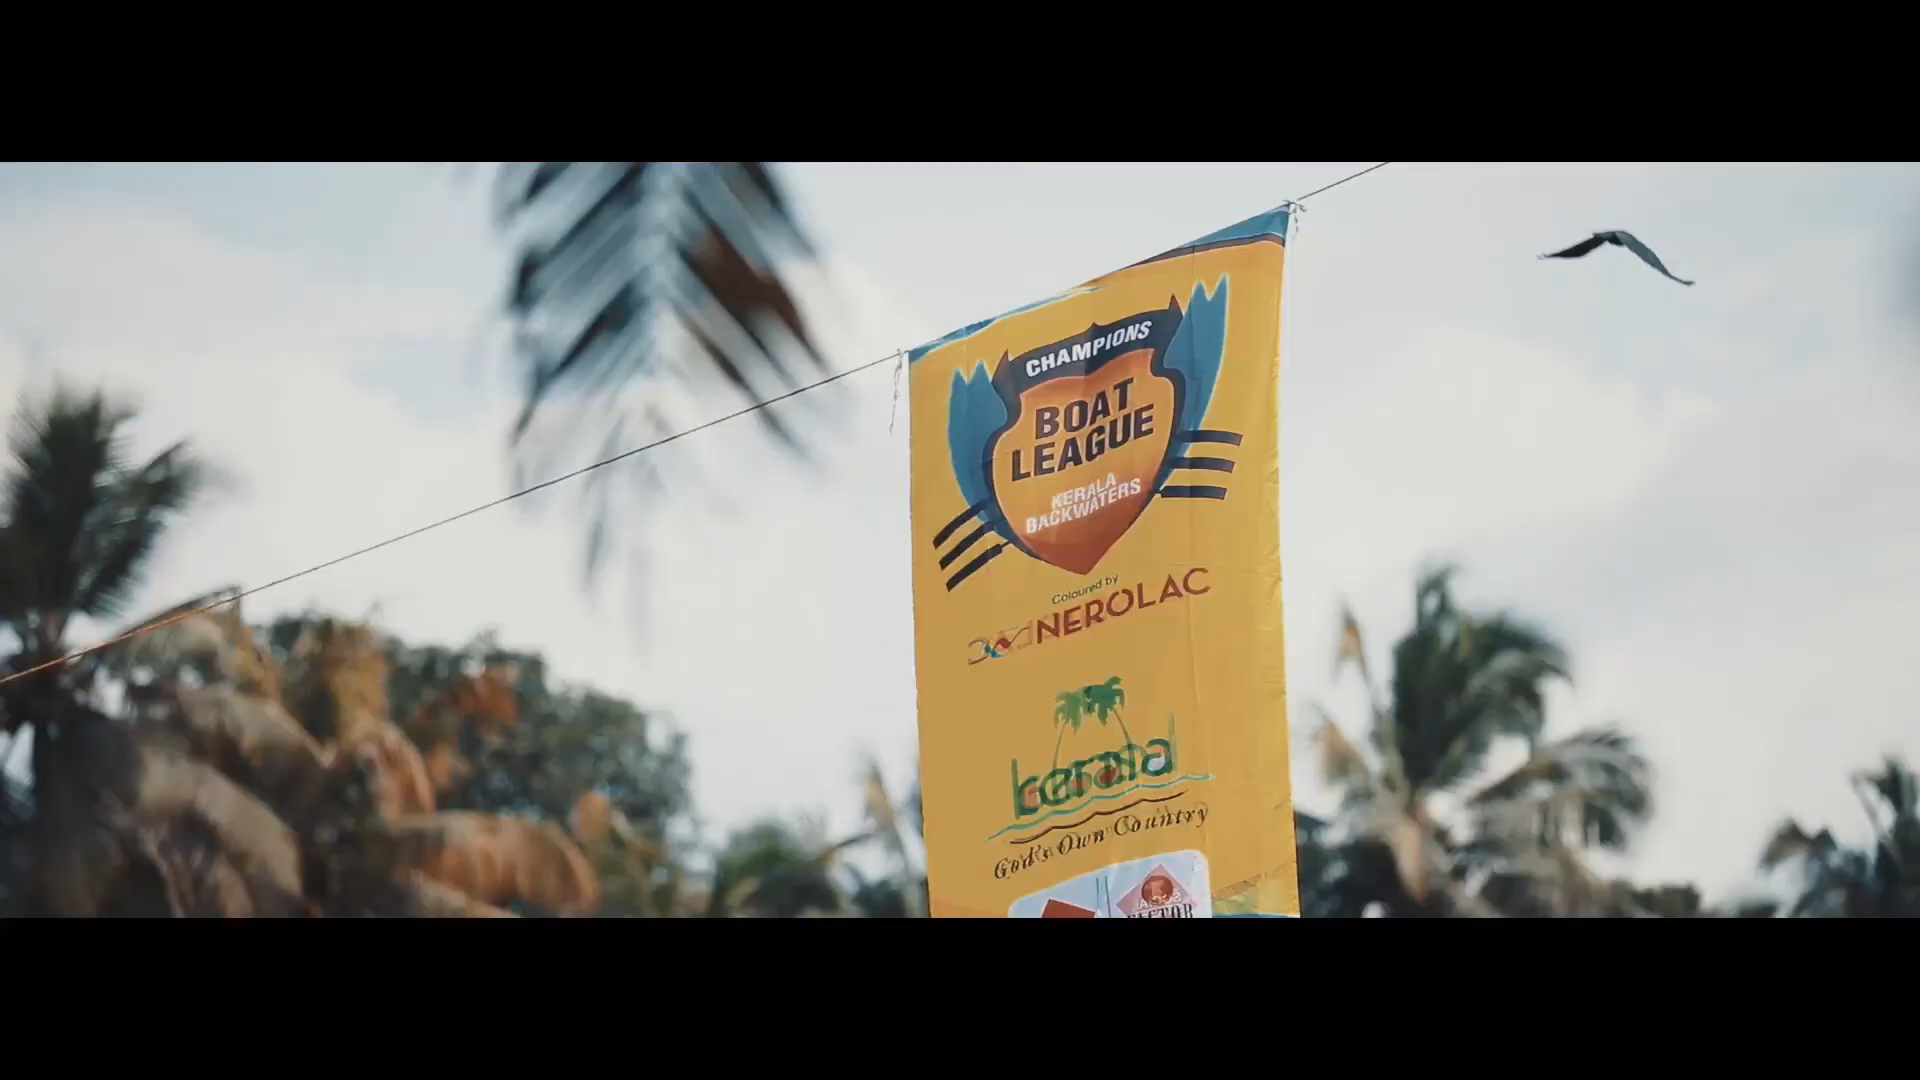 CHAMPIONS
BOAT
LEAGUE
KERALA
BACKWATERS
Coloured by
NEROLAC
kerala
God's Own Country